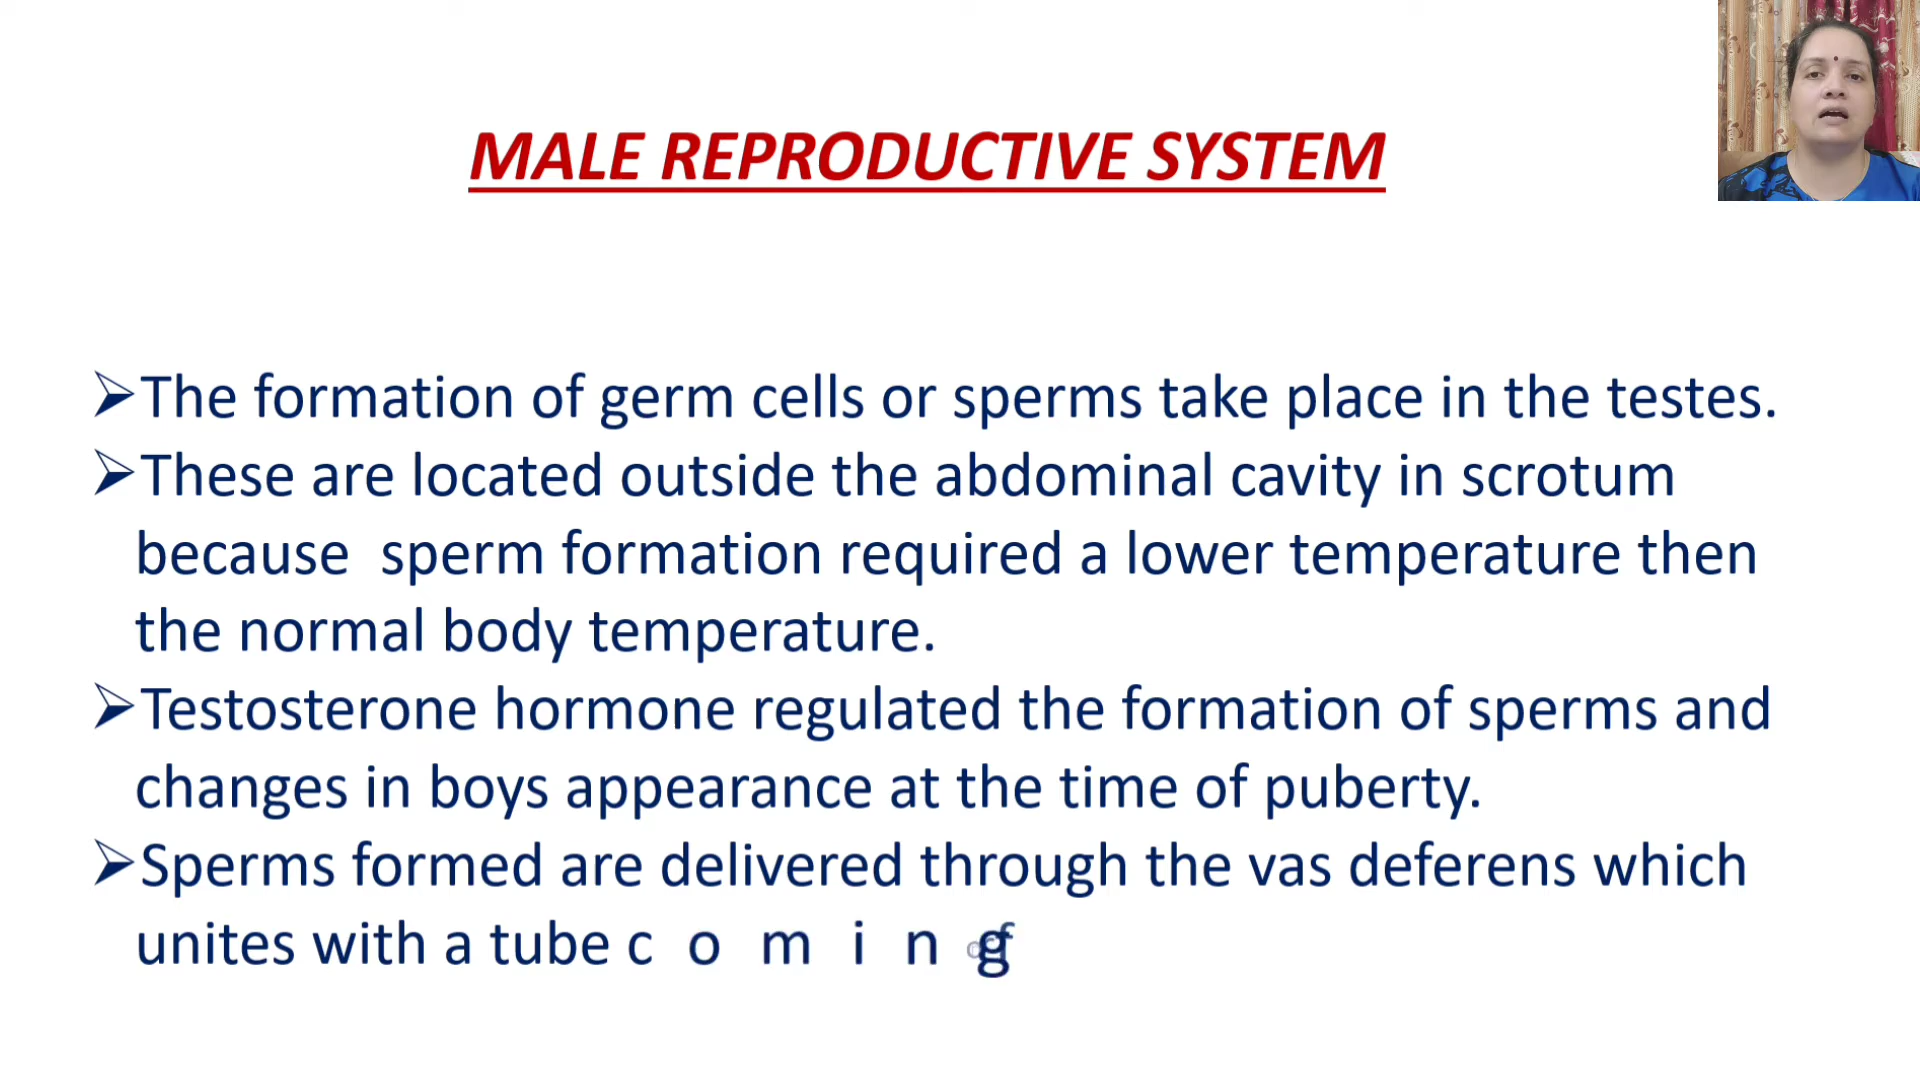 MALE REPRODUCTIVE SYSTEM
➢The formation of germ cells or sperms take place in the testes.
➢These are located outside the abdominal cavity in scrotum
because sperm formation required a lower temperature then
the normal body temperature.
➢Testosterone hormone regulated the formation of sperms and
changes in boys appearance at the time of puberty.
➢Sperms formed are delivered through the vas deferens which
unites with a tube c o m i n g